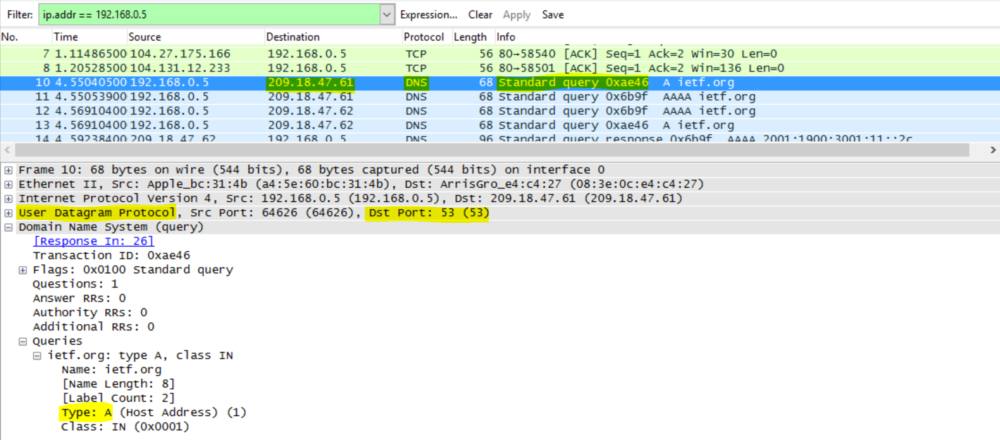 Filter: ip.addr == 192.168.0.5 Expression... Clear Apply Save
No. Time Source Destination Protocol Length Info
7 1.11486500 104.27.175.166 192.168.0.5 TCP 56 80→58540 [ACK] Seq=1 Ack=2 Win=30 Len=0
8 1.20528500 104.131.12.233 192.168.0.5 TCP 56 80→58501 [ACK] Seq=1 Ack=2 Win=136 Len=0
10 4.55040500 192.168.0.5 209.18.47.61 DNS 68 Standard query 0xae46 A ietf.org
11 4.55053900 192.168.0.5 209.18.47.61 DNS 68 Standard query 0x6b9f AAAA ietf.org
12 4.56910400 192.168.0.5 209.18.47.62 DNS 68 Standard query 0x6b9f AAAA ietf.org
13 4.56910400 192.168.0.5 209.18.47.62 DNS 68 Standard query 0xae46 A ietf.org
14 4.59238400 209.18.47.62 192.168.0.5 DNS 96 Standard query response 0x6b9f AAAA 2001:1900:3001:11::2c
Frame 10: 68 bytes on wire (544 bits), 68 bytes captured (544 bits) on interface 0
Ethernet II, Src: Apple_bc:31:4b (a4:5e:60:bc:31:4b), Dst: ArrisGro_e4:c4:27 (08:3e:0c:e4:c4:27)
Internet Protocol Version 4, Src: 192.168.0.5 (192.168.0.5), Dst: 209.18.47.61 (209.18.47.61)
User Datagram Protocol, Src Port: 64626 (64626), Dst Port: 53 (53)
Domain Name System (query)
[Response In: 26]
Transaction ID: 0xae46
Flags: 0x0100 Standard query
Questions: 1
Answer RRs: 0
Authority RRs: 0
Additional RRs: 0
Queries
ietf.org: type A, class IN
Name: ietf.org
[Name Length: 8]
[Label Count: 2]
Type: A (Host Address) (1)
Class: IN (0x0001)